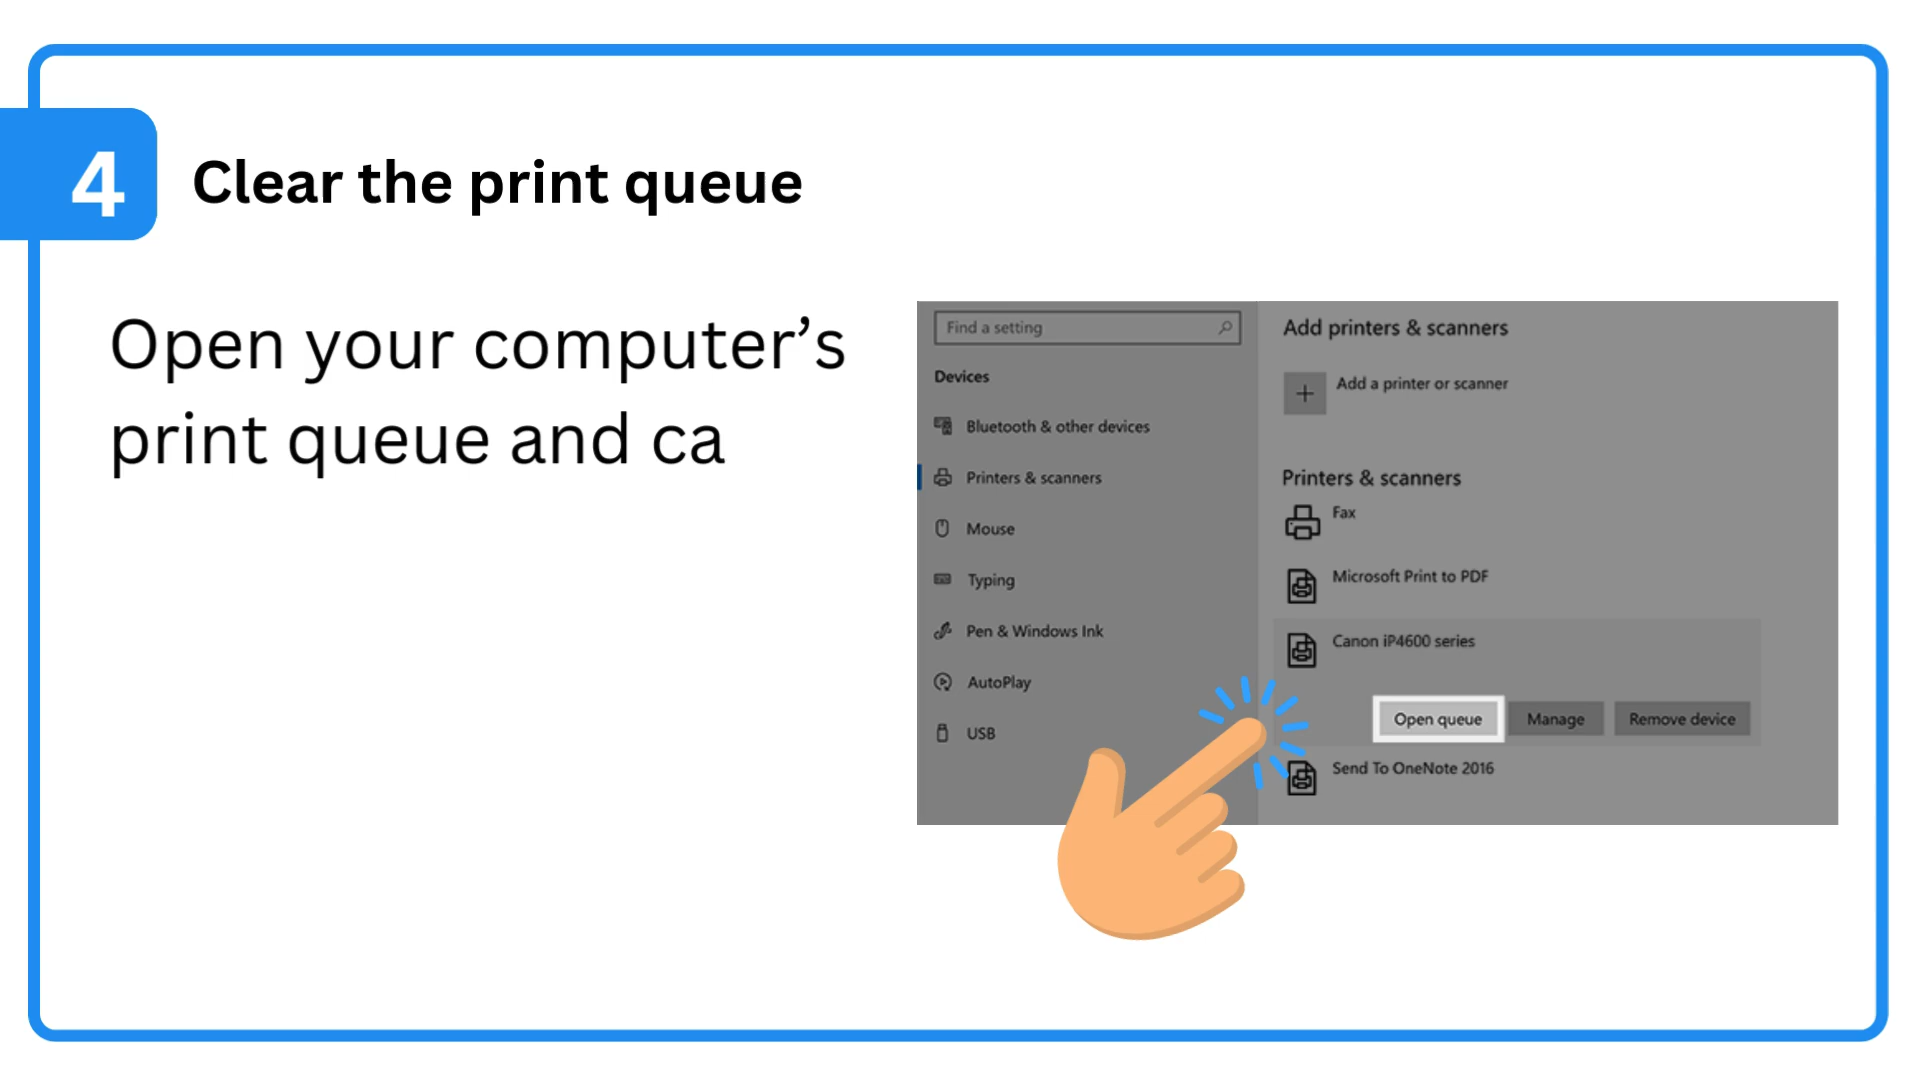 4
Clear the print queue
Open your computer’s
print queue and ca
Find a setting
Devices
Bluetooth & other devices
Printers & scanners
Mouse
Typing
Pen & Windows Ink
AutoPlay
USB
Add printers & scanners
Add a printer or scanner
Printers & scanners
Fax
Microsoft Print to PDF
Canon iP4600 series
Open queue Manage Remove device
Send To OneNote 2016